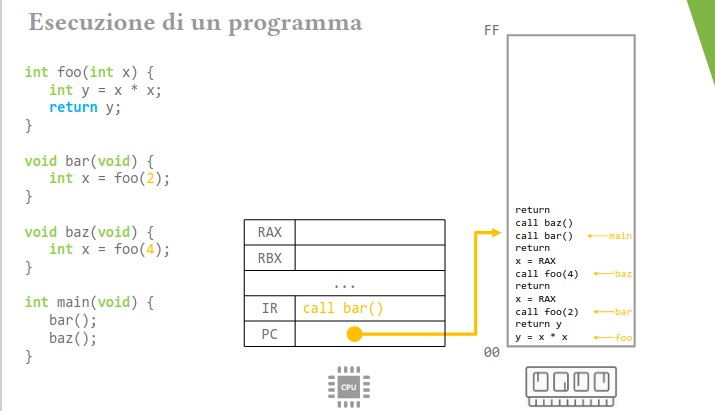 Esecuzione di un programma
int foo(int x) {
int y = x * x;
return y;
}
void bar(void) {
int x = foo(2);
}
void baz(void) {
int x = foo(4);
}
int main(void) {
bar();
baz();
}
RAX
RBX
...
IR call bar()
PC
CPU
FF
return
call baz()
call bar() main
return
x = RAX
call foo(4) baz
return
x = RAX
call foo(2) bar
return y
y = x * x foo
00